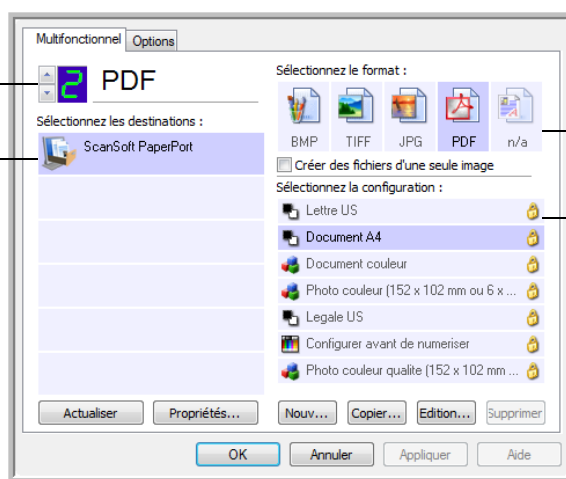 Multifonctionnel Options
2 PDF
Sélectionnez les destinations :
ScanSoft PaperPort
Actualiser Propriétés...
Sélectionnez le format :
BMP TIFF JPG PDF n/a
Créer des fichiers d'une seule image
Sélectionnez la configuration :
Lettre US
Document A4
Document couleur
Photo couleur (152 x 102 mm ou 6 x ...
Legale US
Configurer avant de numeriser
Photo couleur qualite (152 x 102 mm ...
Nouv... Copier... Edition... Supprimer
OK Annuler Appliquer Aide